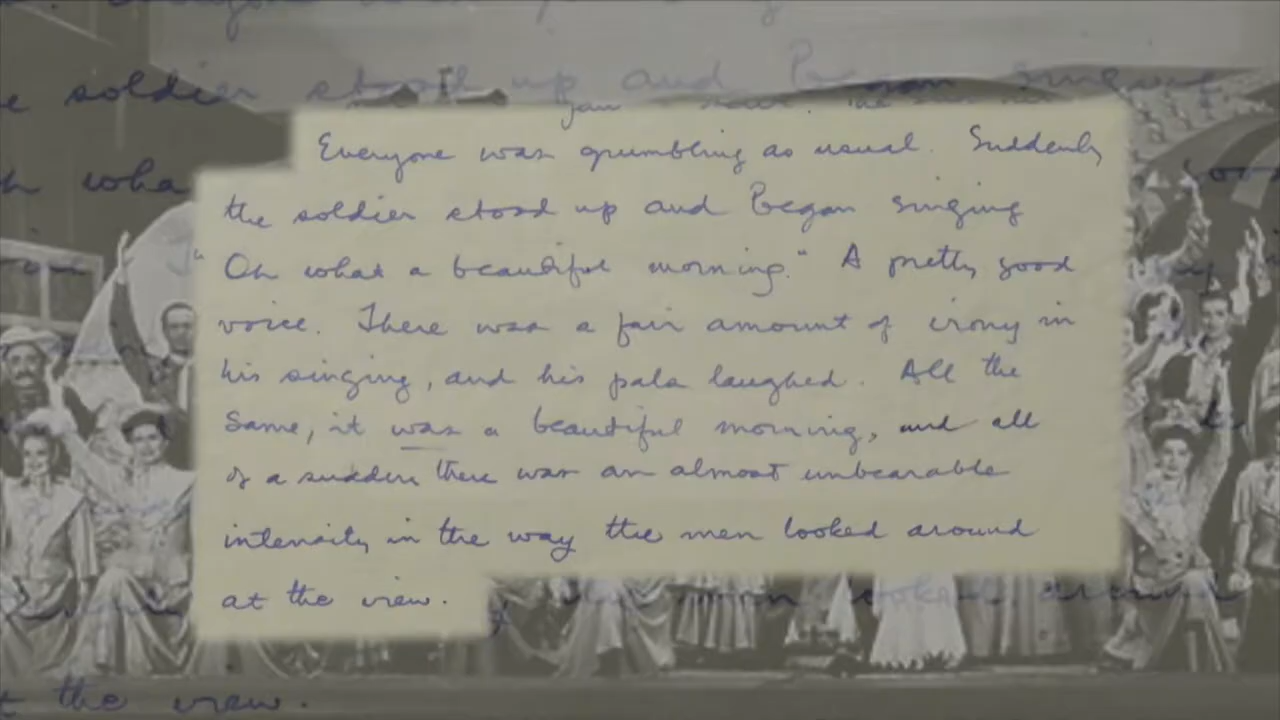 Everyone was grumbling as usual. Suddenly
the soldier stood up and began singing
"Oh what a beautiful morning." A pretty good
voice. There was a fair amount of irony in
his singing, and his pals laughed. All the
same, it was a beautiful morning, and all
of a sudden there was an almost unbearable
intensity in the way the men looked around
at the view.